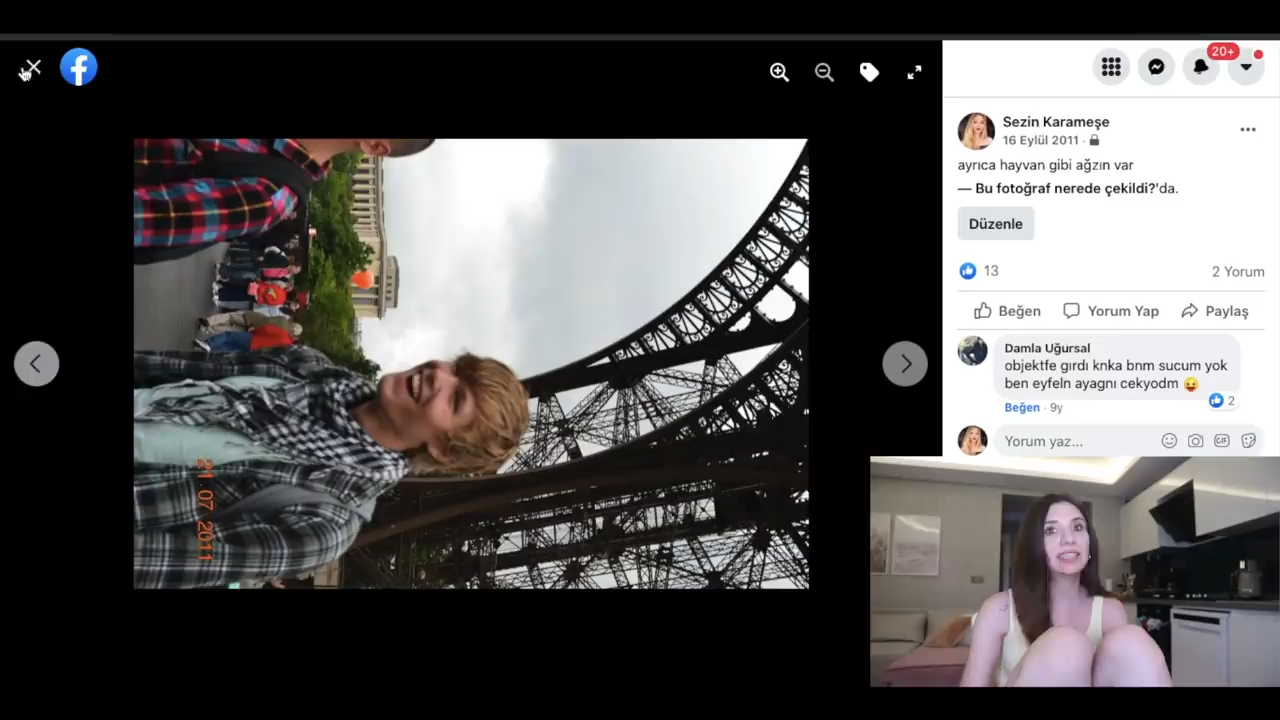 20+
Sezin Karameşe
16 Eylül 2011
ayrıca hayvan gibi ağzın var
— Bu fotoğraf nerede çekildi?'da.
Düzenle
13
2 Yorum
Beğen
Yorum Yap
Paylaş
Damla Uğursal
objektfe gırdı knka bnm sucum yok
ben eyfeln ayagnı cekyodm
2
Beğen · 9y
Yorum yaz...
GIF
21.07.2011